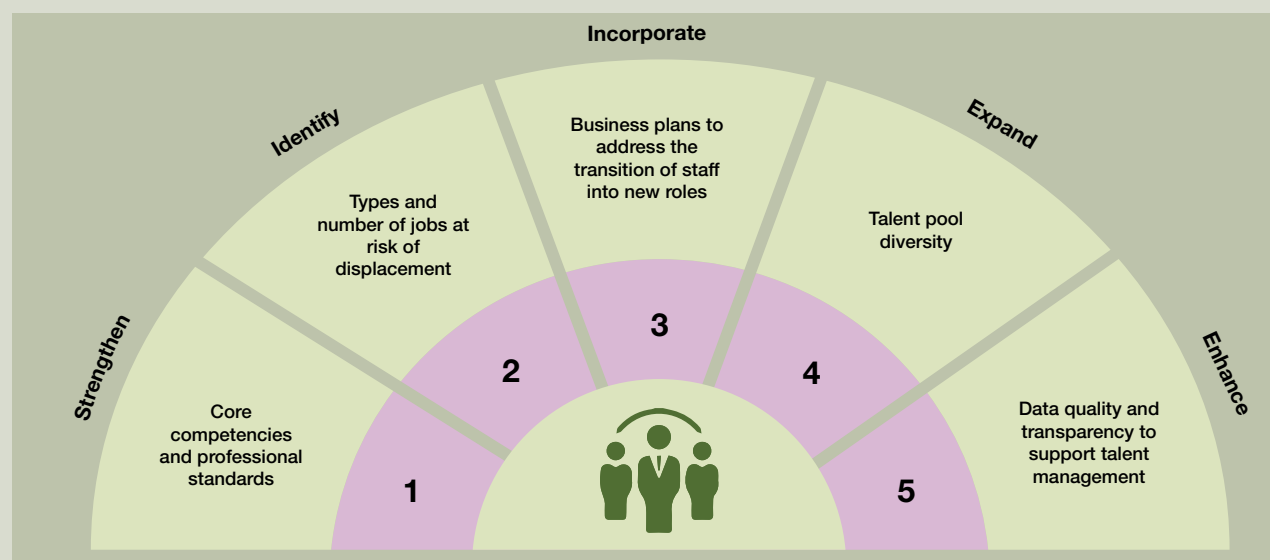 Strengthen
Core
competencies
and professional
standards
1
Identify
Types and
number of jobs at
risk of
displacement
2
Incorporate
Business plans to
address the
transition of staff
into new roles
3
Expand
Talent pool
diversity
4
Enhance
Data quality and
transparency to
support talent
management
5